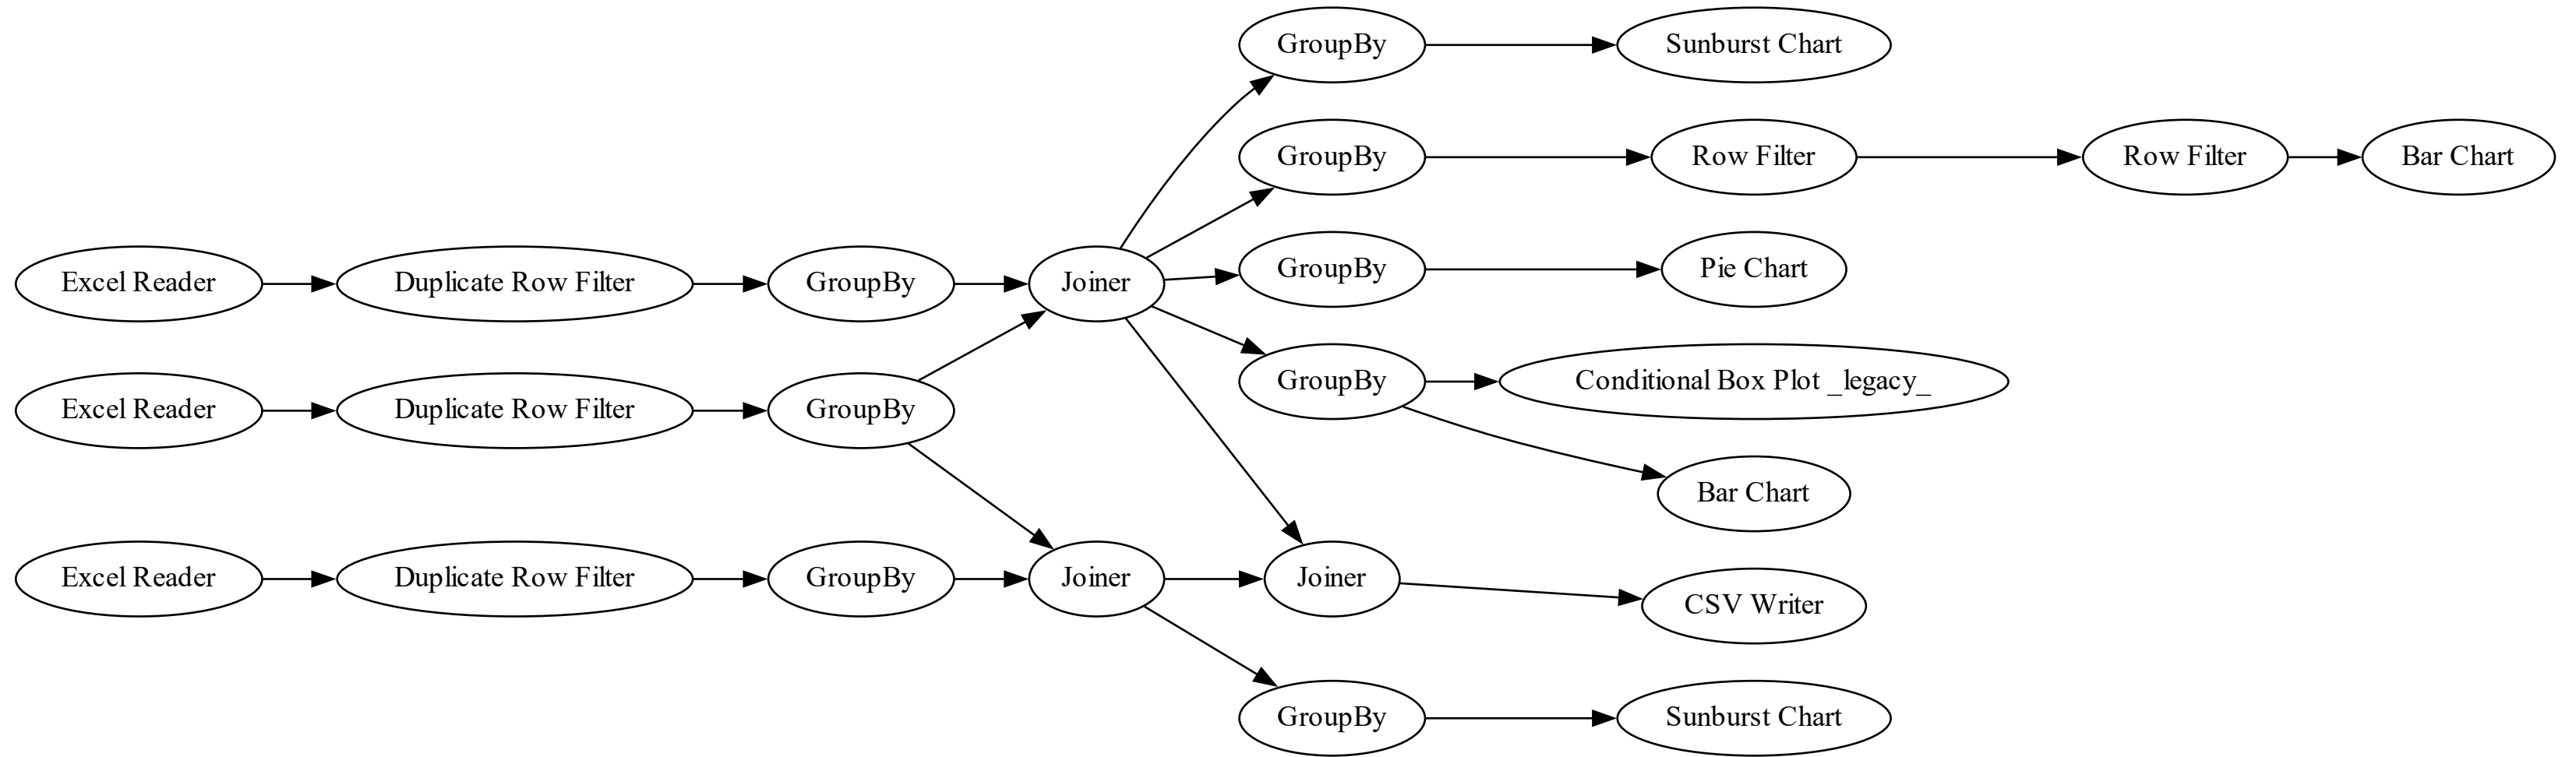 GroupBy
Sunburst Chart
GroupBy
Row Filter
Row Filter
Bar Chart
Excel Reader
Duplicate Row Filter
GroupBy
Joiner
GroupBy
Pie Chart
Excel Reader
Duplicate Row Filter
GroupBy
GroupBy
Conditional Box Plot _legacy_
Bar Chart
Excel Reader
Duplicate Row Filter
GroupBy
Joiner
Joiner
CSV Writer
GroupBy
Sunburst Chart